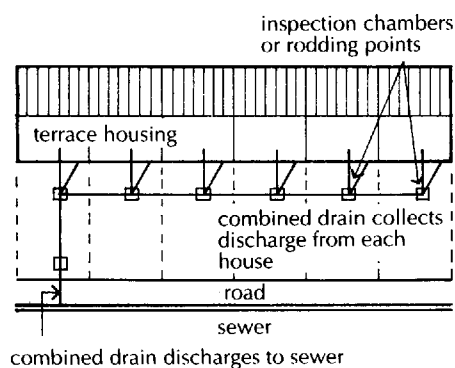 inspection chambers
or rodding points
terrace housing
combined drain collects
discharge from each
house
road
sewer
combined drain discharges to sewer